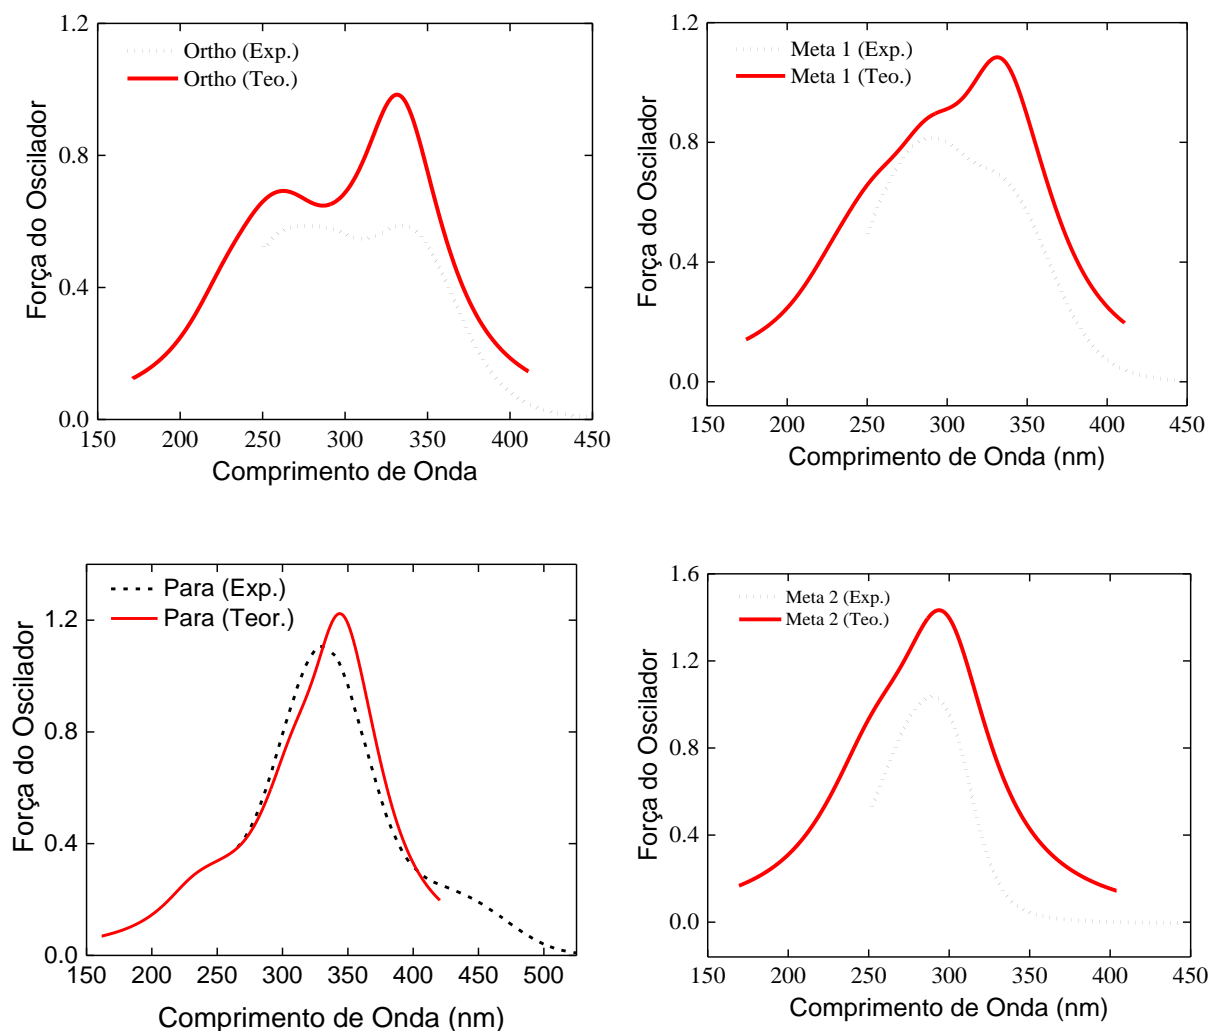 Ortho (Exp.)
Ortho (Teo.)
Força do Oscilador
1.2
0.8
0.4
0.0
150 200 250 300 350 400 450
Comprimento de Onda
Meta 1 (Exp.)
Meta 1 (Teo.)
Força do Oscilador
1.2
0.8
0.4
0.0
150 200 250 300 350 400 450
Comprimento de Onda (nm)
Para (Exp.)
Para (Teor.)
Força do Oscilador
1.2
0.8
0.4
0.0
150 200 250 300 350 400 450 500
Comprimento de Onda (nm)
Meta 2 (Exp.)
Meta 2 (Teo.)
Força do Oscilador
1.6
1.2
0.8
0.4
0.0
150 200 250 300 350 400 450
Comprimento de Onda (nm)